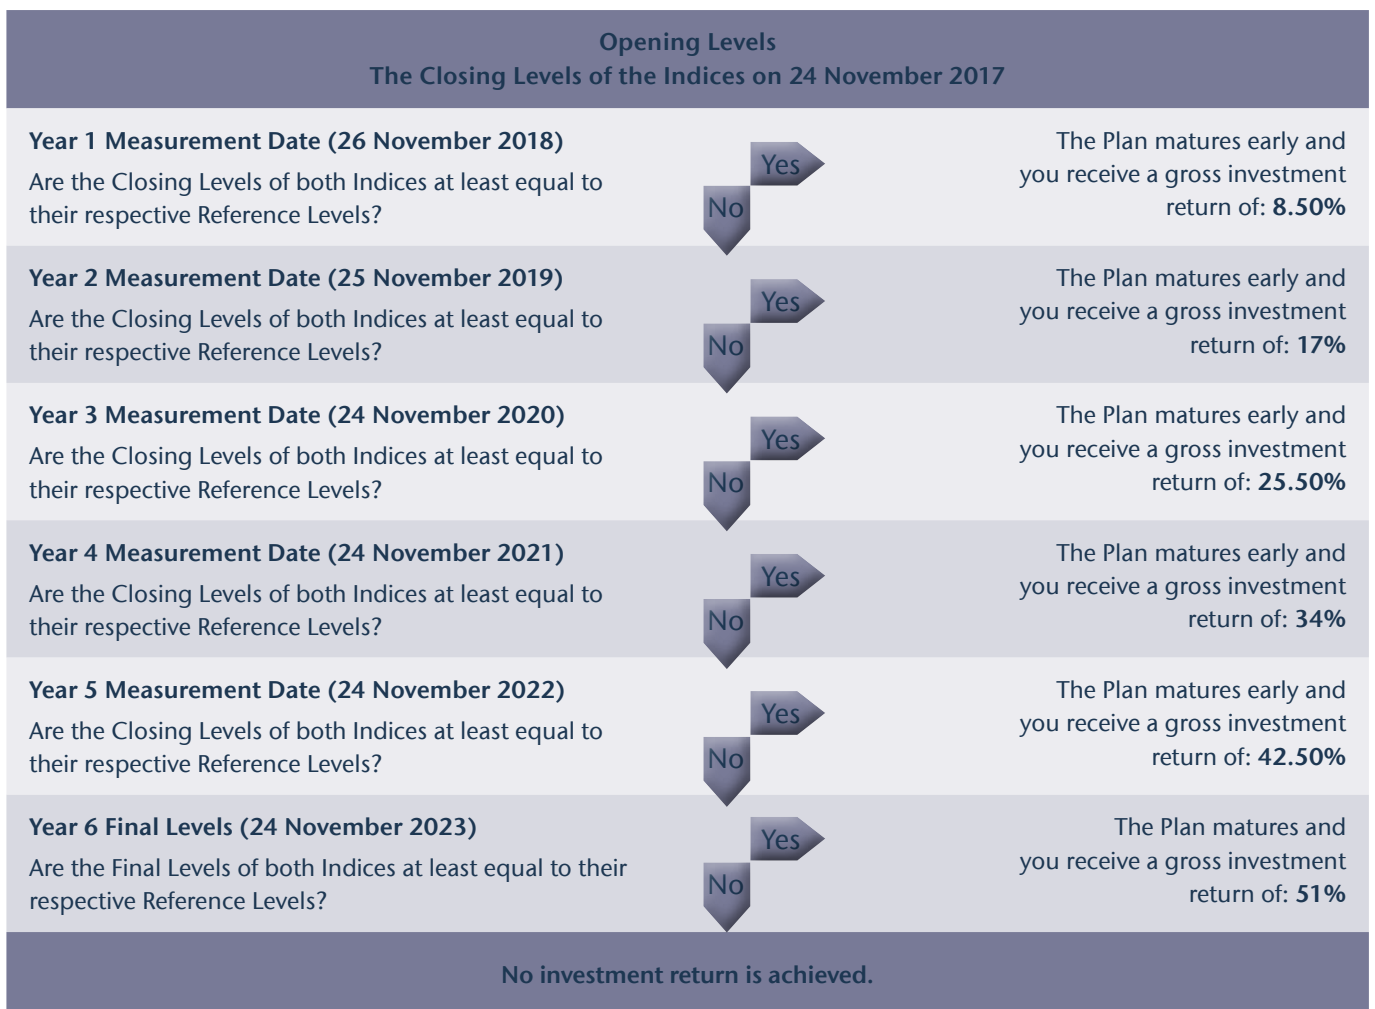 Opening Levels
The Closing Levels of the Indices on 24 November 2017
Year 1 Measurement Date (26 November 2018)
Are the Closing Levels of both Indices at least equal to
their respective Reference Levels?
Yes
No
The Plan matures early and
you receive a gross investment
return of: 8.50%
Year 2 Measurement Date (25 November 2019)
Are the Closing Levels of both Indices at least equal to
their respective Reference Levels?
Yes
No
The Plan matures early and
you receive a gross investment
return of: 17%
Year 3 Measurement Date (24 November 2020)
Are the Closing Levels of both Indices at least equal to
their respective Reference Levels?
Yes
No
The Plan matures early and
you receive a gross investment
return of: 25.50%
Year 4 Measurement Date (24 November 2021)
Are the Closing Levels of both Indices at least equal to
their respective Reference Levels?
Yes
No
The Plan matures early and
you receive a gross investment
return of: 34%
Year 5 Measurement Date (24 November 2022)
Are the Closing Levels of both Indices at least equal to
their respective Reference Levels?
Yes
No
The Plan matures early and
you receive a gross investment
return of: 42.50%
Year 6 Final Levels (24 November 2023)
Are the Final Levels of both Indices at least equal to their
respective Reference Levels?
Yes
No
The Plan matures and
you receive a gross investment
return of: 51%
No investment return is achieved.